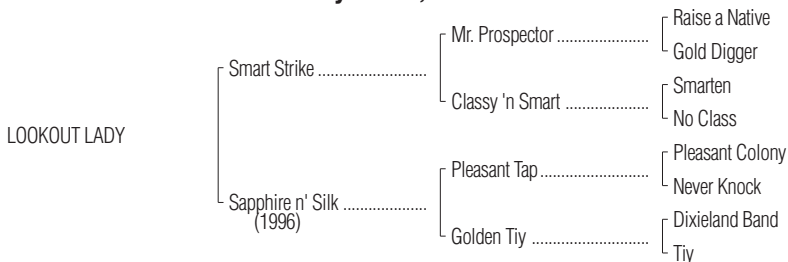 Raise a Native
Mr. Prospector ......................
Gold Digger
Smart Strike ..........................
Smarten
Classy 'n Smart ......................
No Class
LOOKOUT LADY
Pleasant Colony
Pleasant Tap..........................
Never Knock
Sapphire n' Silk ....................
(1996)
Dixieland Band
Golden Tiy ............................
Tiy